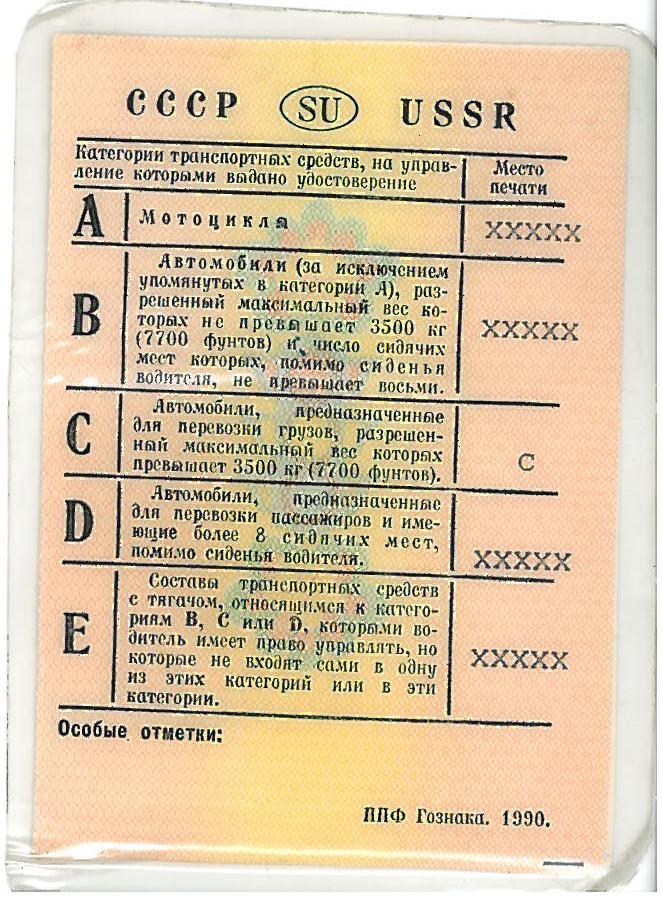 СССР SU USSR
Категории транспортных средств, на управ-
ление которыми выдано удостоверение
Место
печати
A
Мотоциклы
XXXXX
B
Автомобили (за исключением
упомянутых в категории А), раз-
решенный максимальный вес ко-
торых не превышает 3500 кг
(7700 фунтов) и число сидячих
мест которых, помимо сиденья
водителя, не превышает восьми.
XXXXX
C
Автомобили, предназначенные
для перевозки грузов, разрешен-
ный максимальный вес которых
превышает 3500 кг (7700 фунтов).
C
D
Автомобили, предназначенные
для перевозки пассажиров и име-
ющие более 8 сидячих мест,
помимо сиденья водителя.
XXXXX
E
Составы транспортных средств
с тягачом, относящимся к катего-
риям B, C или D, которыми во-
дитель имеет право управлять, но
которые не входят сами в одну
из этих категорий или в эти
категории.
XXXXX
Особые отметки:
ППФ Гознака. 1990.